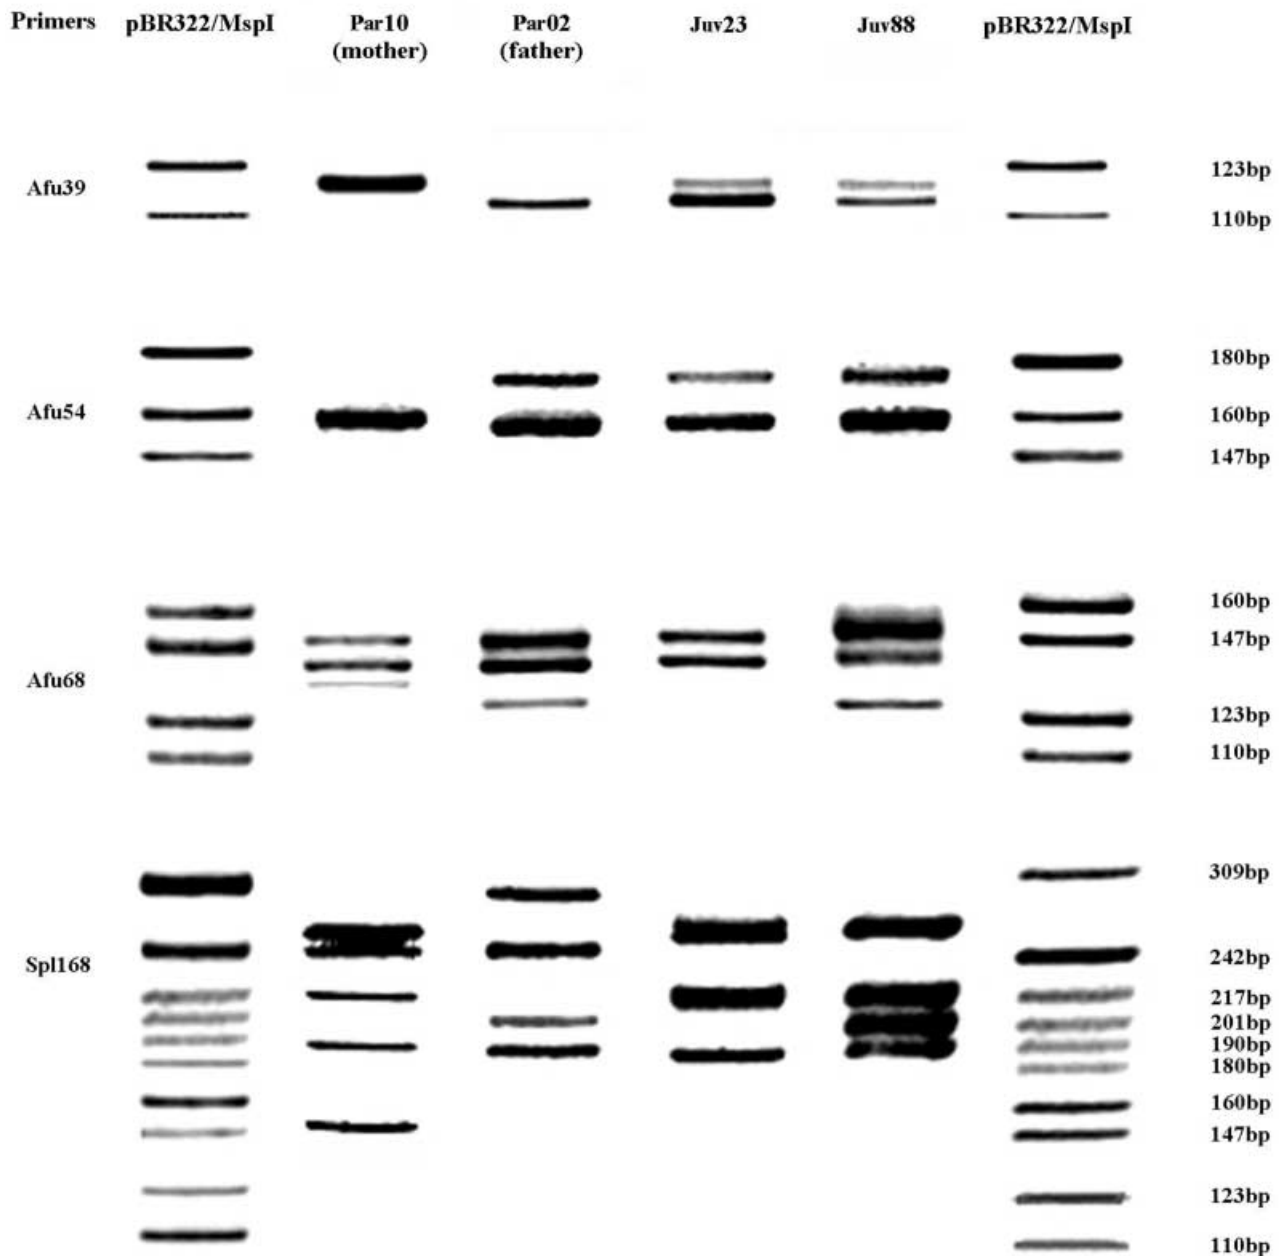 Primers pBR322/MspI Par10 Par02 Juv23 Juv88 pBR322/MspI
(mother) (father)
123bp
Afu39
110bp
180bp
Afu54 160bp
147bp
160bp
147bp
Afu68
123bp
110bp
309bp
Spl168 242bp
217bp
201bp
190bp
180bp
160bp
147bp
123bp
110bp